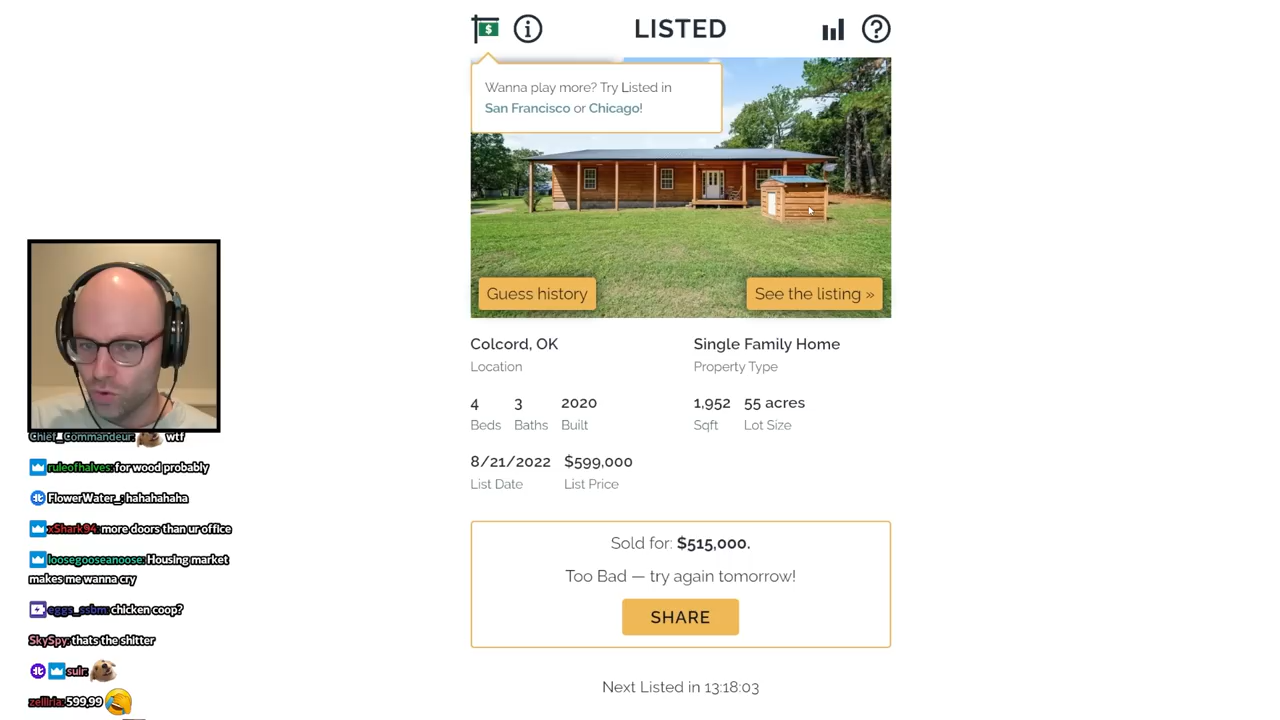 LISTED
Wanna play more? Try Listed in
San Francisco or Chicago!
Guess history
See the listing »
Colcord, OK
Location
Single Family Home
Property Type
4
Beds
3
Baths
2020
Built
1,952
Sqft
55 acres
Lot Size
8/21/2022
List Date
$599,000
List Price
Sold for: $515,000.
Too Bad — try again tomorrow!
SHARE
Next Listed in 13:18:03
Chief_Commandeur: wtf
ruleofhalves: for wood probably
FlowerWater_: hahahahaha
xShark94: more doors than ur office
loosegooseanoose: Housing market
makes me wanna cry
eggs_ssbm: chicken coop?
SkySpy: thats the shitter
sulr:
599,99